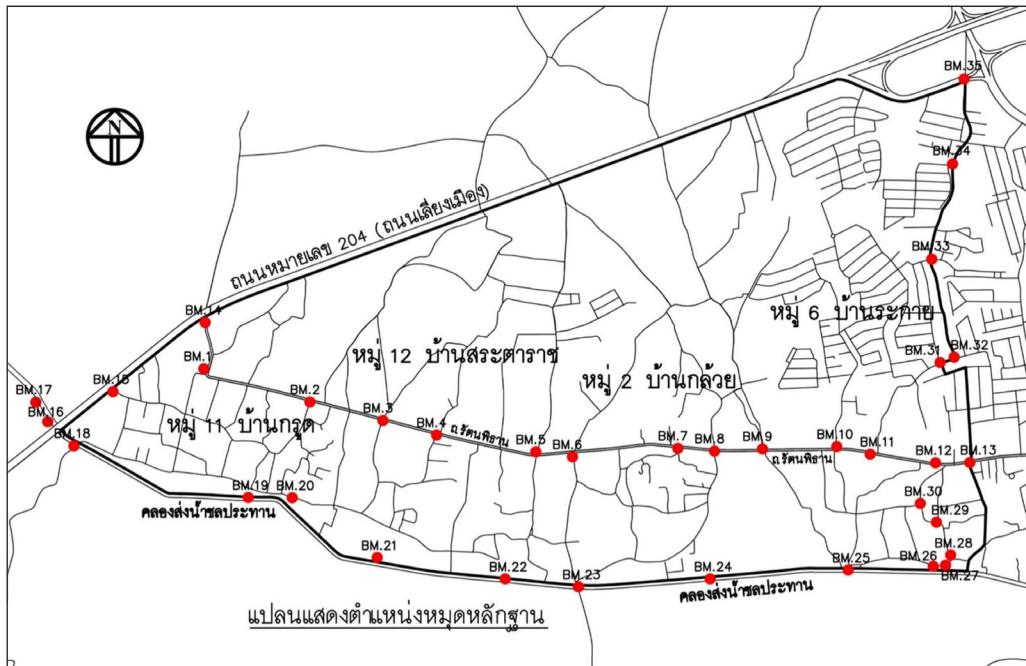 BM.35
N
BM.34
ถนนหมายเลข 204 (ถนนเลี่ยงเมือง)
BM.33
หมู่ 6 บ้านระกาย
BM.14
หมู่ 12 บ้านสระตาราช
BM.32
BM.31
BM.1
หมู่ 2 บ้านกล้วย
BM.15
BM.17
BM.2
BM.16
BM.3
หมู่ 11 บ้านกรูด
BM.18
BM.4
ถ.รัตนพิธาน
BM.5
BM.6
BM.7
BM.8
BM.9
ถ.รัตนพิธาน
BM.10
BM.11
BM.12
BM.13
BM.19
BM.20
BM.30
BM.29
คลองส่งน้ำชลประทาน
BM.21
BM.22
BM.23
BM.24
BM.25
BM.26
BM.28
BM.27
คลองส่งน้ำชลประทาน
แปลนแสดงตำแหน่งหมุดหลักฐาน